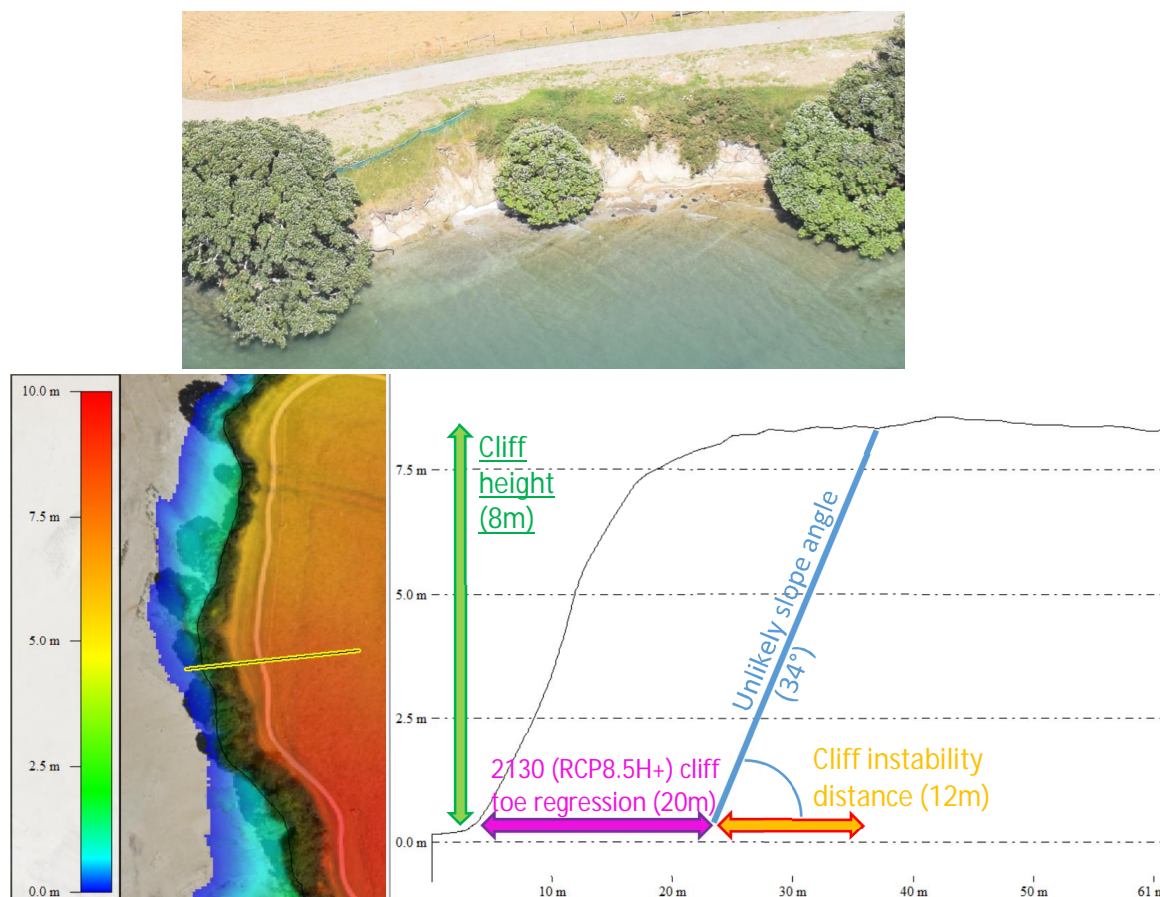 10.0 m
7.5 m
5.0 m
2.5 m
0.0 m
Cliff
height
(8m)
7.5 m
5.0 m
2.5 m
0.0 m
Unlikely slope angle
(34°)
2130 (RCP8.5H+) cliff
toe regression (20m)
Cliff instability
distance (12m)
10 m
20 m
30 m
40 m
50 m
61 m